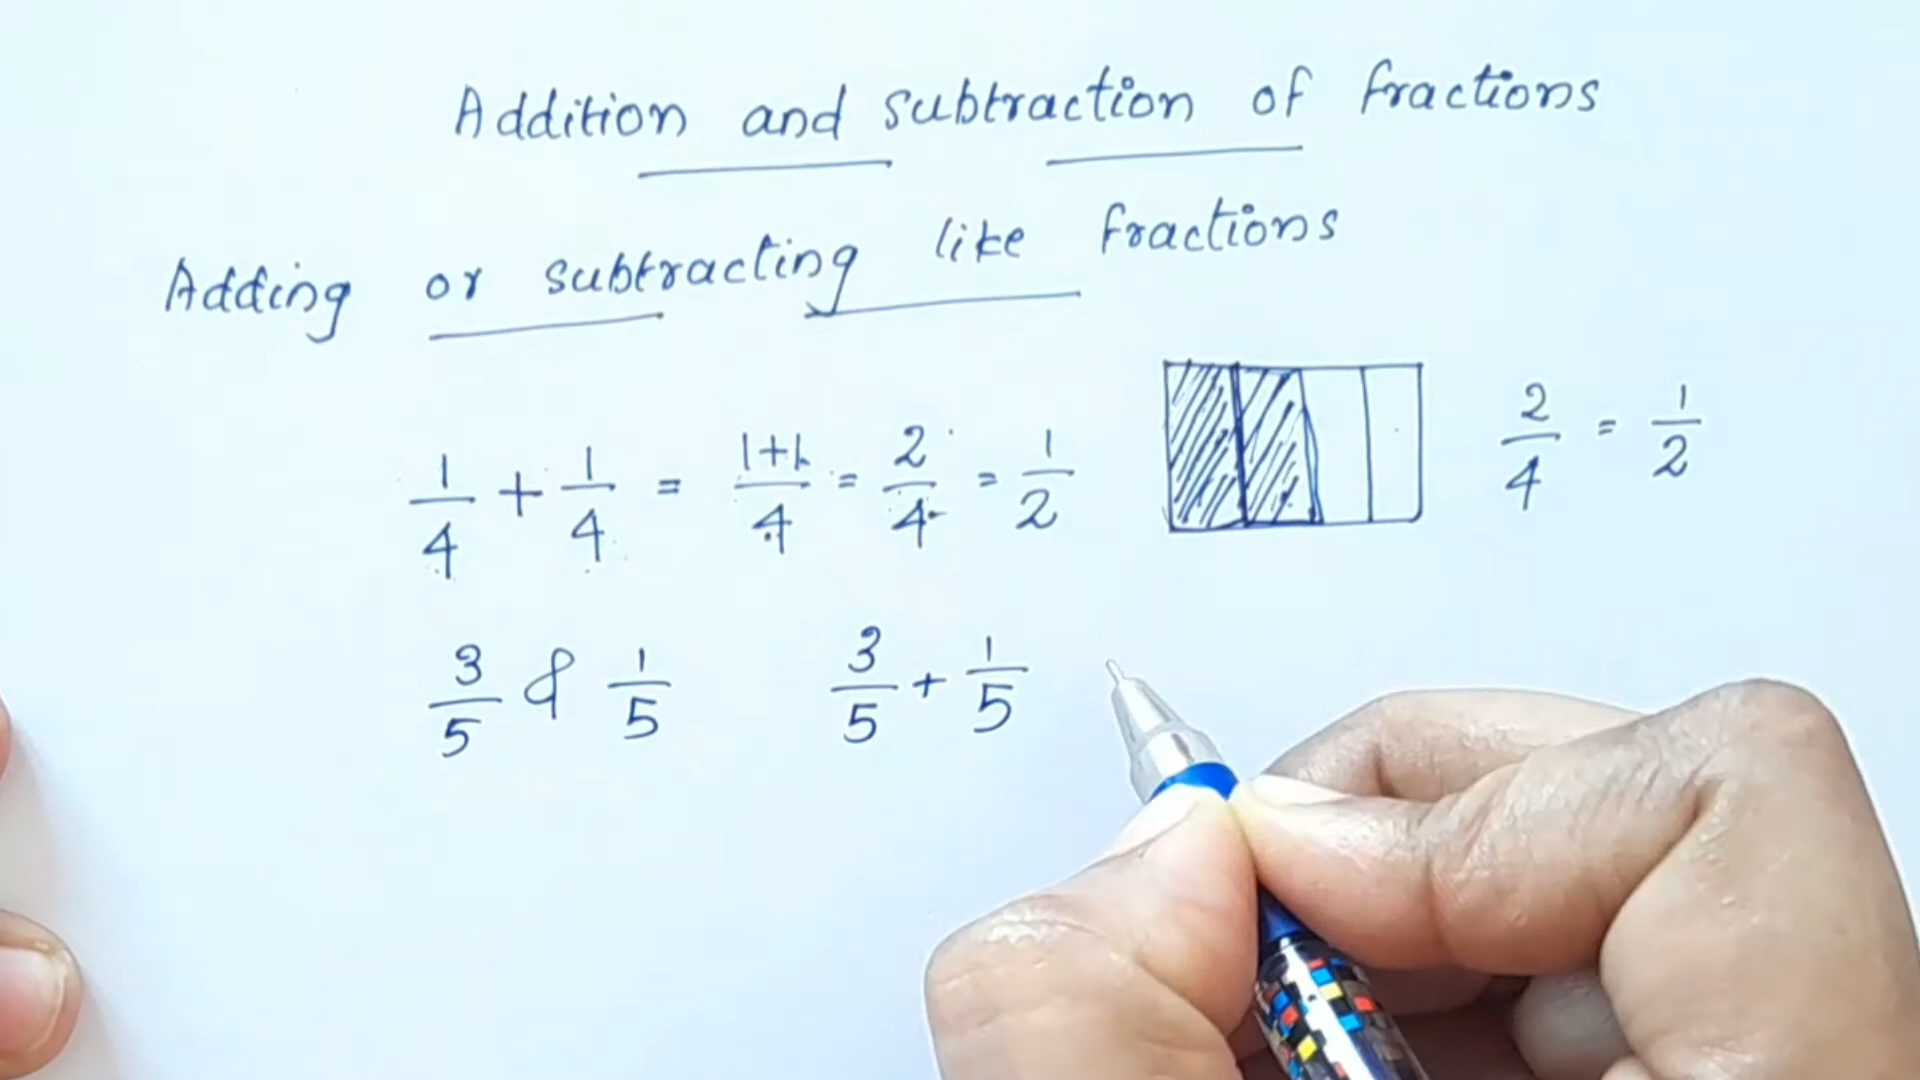 Addition and subtraction of fractions
Adding or subtracting like fractions
1/4 + 1/4 = 1+1/4 = 2/4 = 1/2 2/4 = 1/2
3/5 & 1/5 3/5 + 1/5